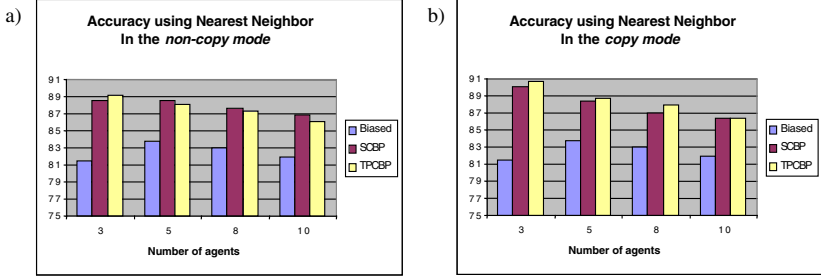 a)
Accuracy using Nearest Neighbor
In the non-copy mode
91
89
87
85
83
81
79
77
75
3 5 8 10
Number of agents
Biased
SCBP
TPCBP
b)
Accuracy using Nearest Neighbor
In the copy mode
91
89
87
85
83
81
79
77
75
3 5 8 10
Number of agents
Biased
SCBP
TPCBP